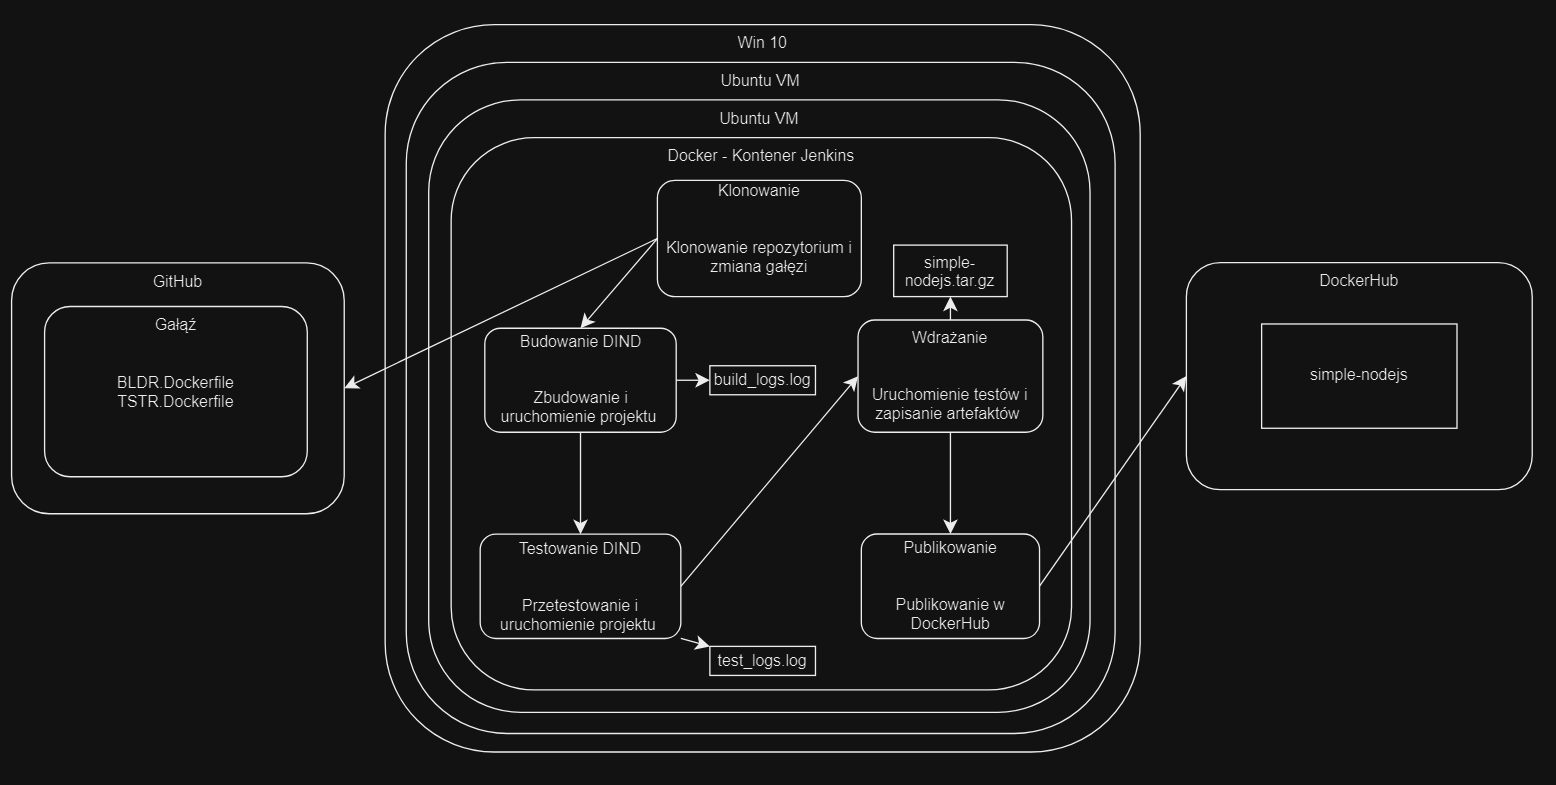 Win 10
Ubuntu VM
Ubuntu VM
Docker - Kontener Jenkins
Klonowanie
Klonowanie repozytorium i
zmiana gałęzi
GitHub
Gałąź
BLDR.Dockerfile
TSTR.Dockerfile
Budowanie DIND
Zbudowanie i
uruchomienie projektu
build_logs.log
Testowanie DIND
Przetestowanie i
uruchomienie projektu
test_logs.log
simple-
nodejs.tar.gz
Wdrażanie
Uruchomienie testów i
zapisanie artefaktów
Publikowanie
Publikowanie w
DockerHub
DockerHub
simple-nodejs